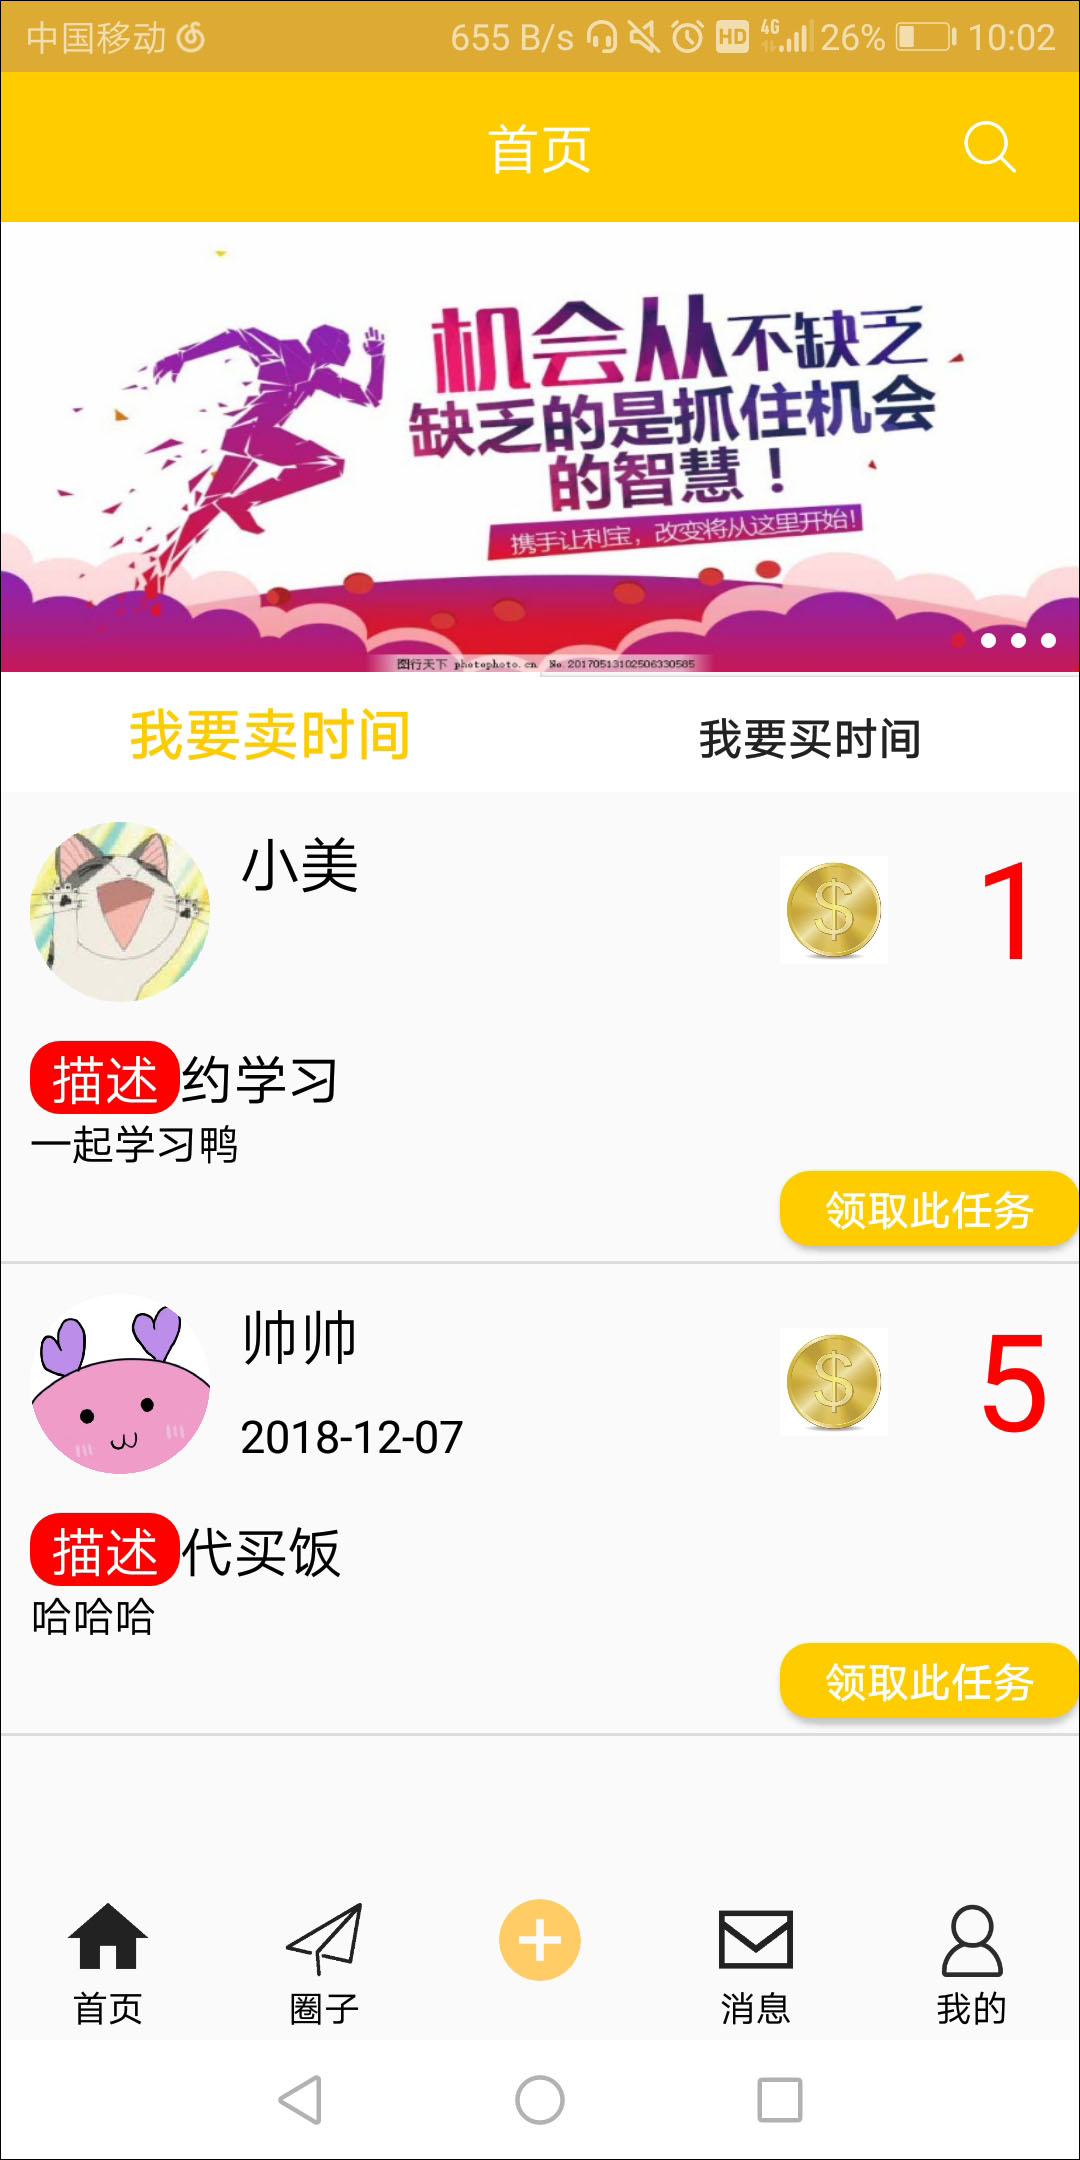 中国移动 655 B/s HD 4G 26% 10:02
首页
机会从不缺乏
缺乏的是抓住机会
的智慧！
携手让利宝，改变将从这里开始!
图行天下 photophoto.cn No.20170513102506330585
我要卖时间 我要买时间
小美
1
描述 约学习
一起学习鸭
领取此任务
帅帅
5
2018-12-07
描述 代买饭
哈哈哈
领取此任务
首页 圈子 消息 我的